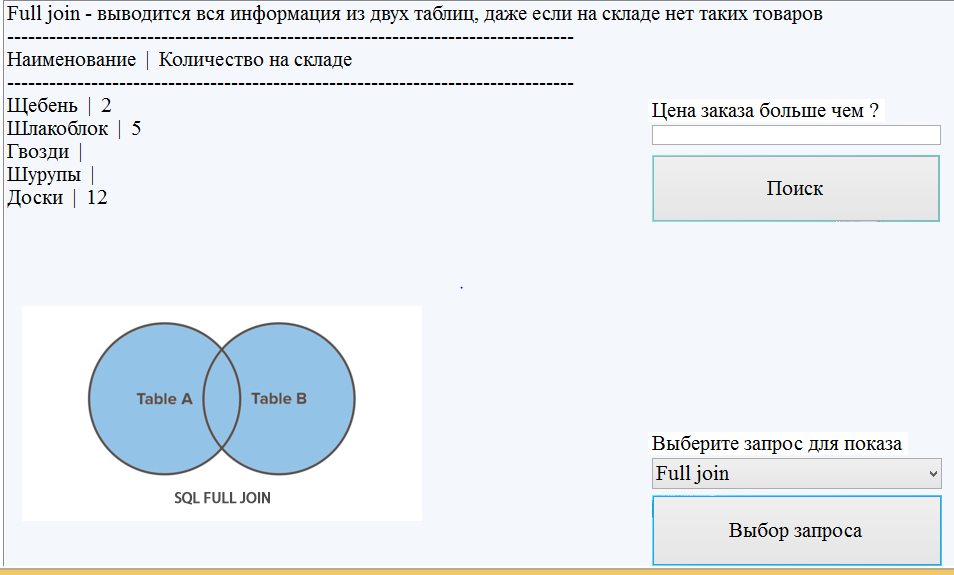 Full join - выводится вся информация из двух таблиц, даже если на складе нет таких товаров
---------------------------------------------------------------------------------
Наименование | Количество на складе
---------------------------------------------------------------------------------
Щебень | 2
Шлакоблок | 5
Гвозди |
Шурупы |
Доски | 12
Цена заказа больше чем ?
Поиск
Table A
Table B
SQL FULL JOIN
Выберите запрос для показа
Full join
Выбор запроса